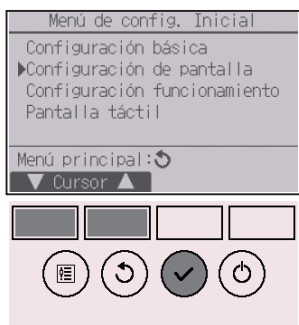 Menú de config. Inicial
Configuración básica
▶Configuración de pantalla
Configuración funcionamiento
Pantalla táctil
Menú principal:
▼ Cursor ▲